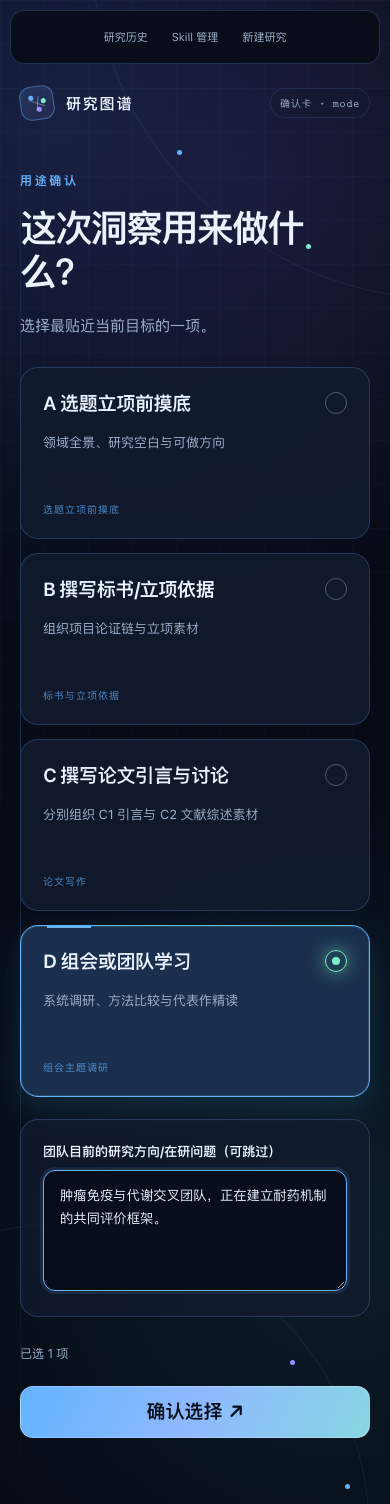 研究历史 Skill 管理 新建研究
研究图谱
确认卡 · mode
用途确认
这次洞察用来做什
么?
选择最贴近当前目标的一项。
A 选题立项前摸底
领域全景、研究空白与可做方向
选题立项前摸底
B 撰写标书/立项依据
组织项目论证链与立项素材
标书与立项依据
C 撰写论文引言与讨论
分别组织 C1 引言与 C2 文献综述素材
论文写作
D 组会或团队学习
系统调研、方法比较与代表作精读
组会主题调研
团队目前的研究方向/在研问题（可跳过）
肿瘤免疫与代谢交叉团队，正在建立耐药机制
的共同评价框架。
已选 1 项
确认选择 ↗